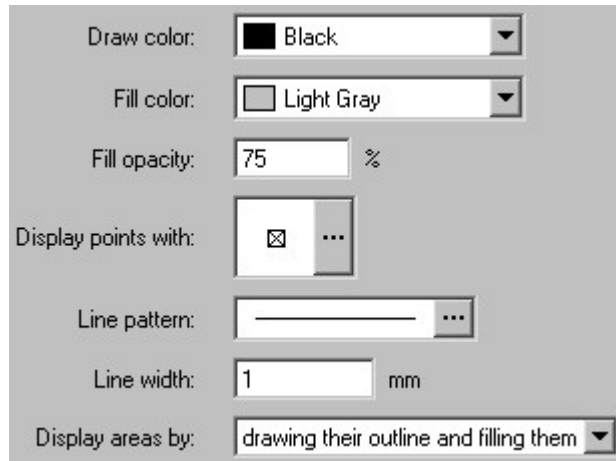 Draw color: Black
Fill color: Light Gray
Fill opacity: 75 %
Display points with: ...
Line pattern: ...
Line width: 1 mm
Display areas by: drawing their outline and filling them